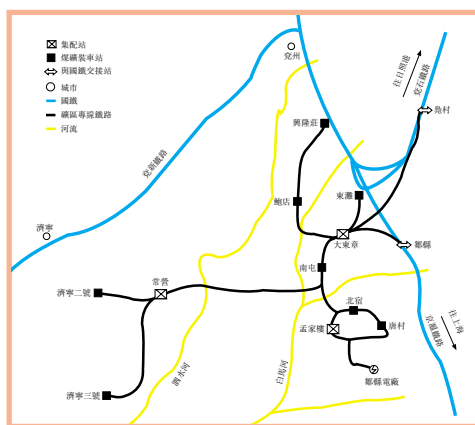 集配站
煤礦裝車站
與國鐵交接站
城市
國鐵
礦區專線鐵路
河流
兗州
往日照港
兗石鐵路
興隆莊
鳧村
兗新鐵路
鮑店
東灘
濟寧
大東章
鄒縣
南屯
常營
濟寧二號
北宿
孟家樓
唐村
往上海
京滬鐵路
泗水河
白馬河
鄒縣電廠
濟寧三號